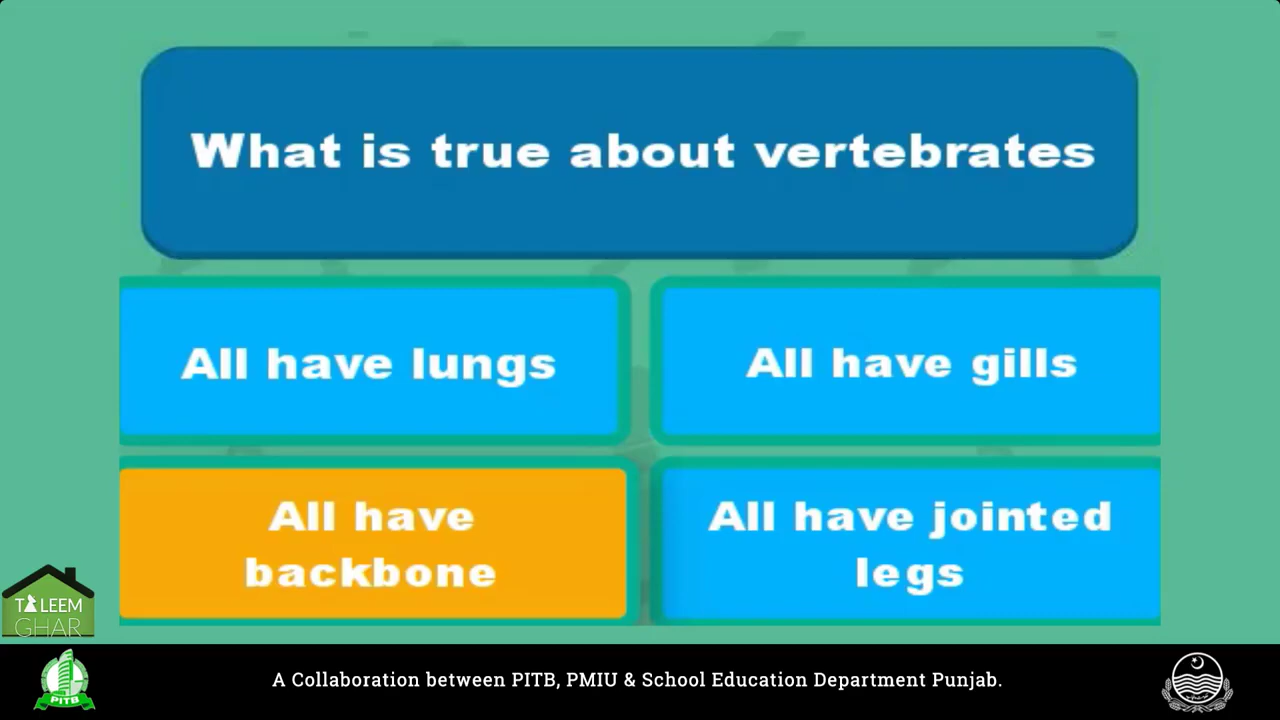 What is true about vertebrates
All have lungs
All have gills
All have
backbone
All have jointed
legs
TALEEM
GHAR
PITB
A Collaboration between PITB, PMIU & School Education Department Punjab.